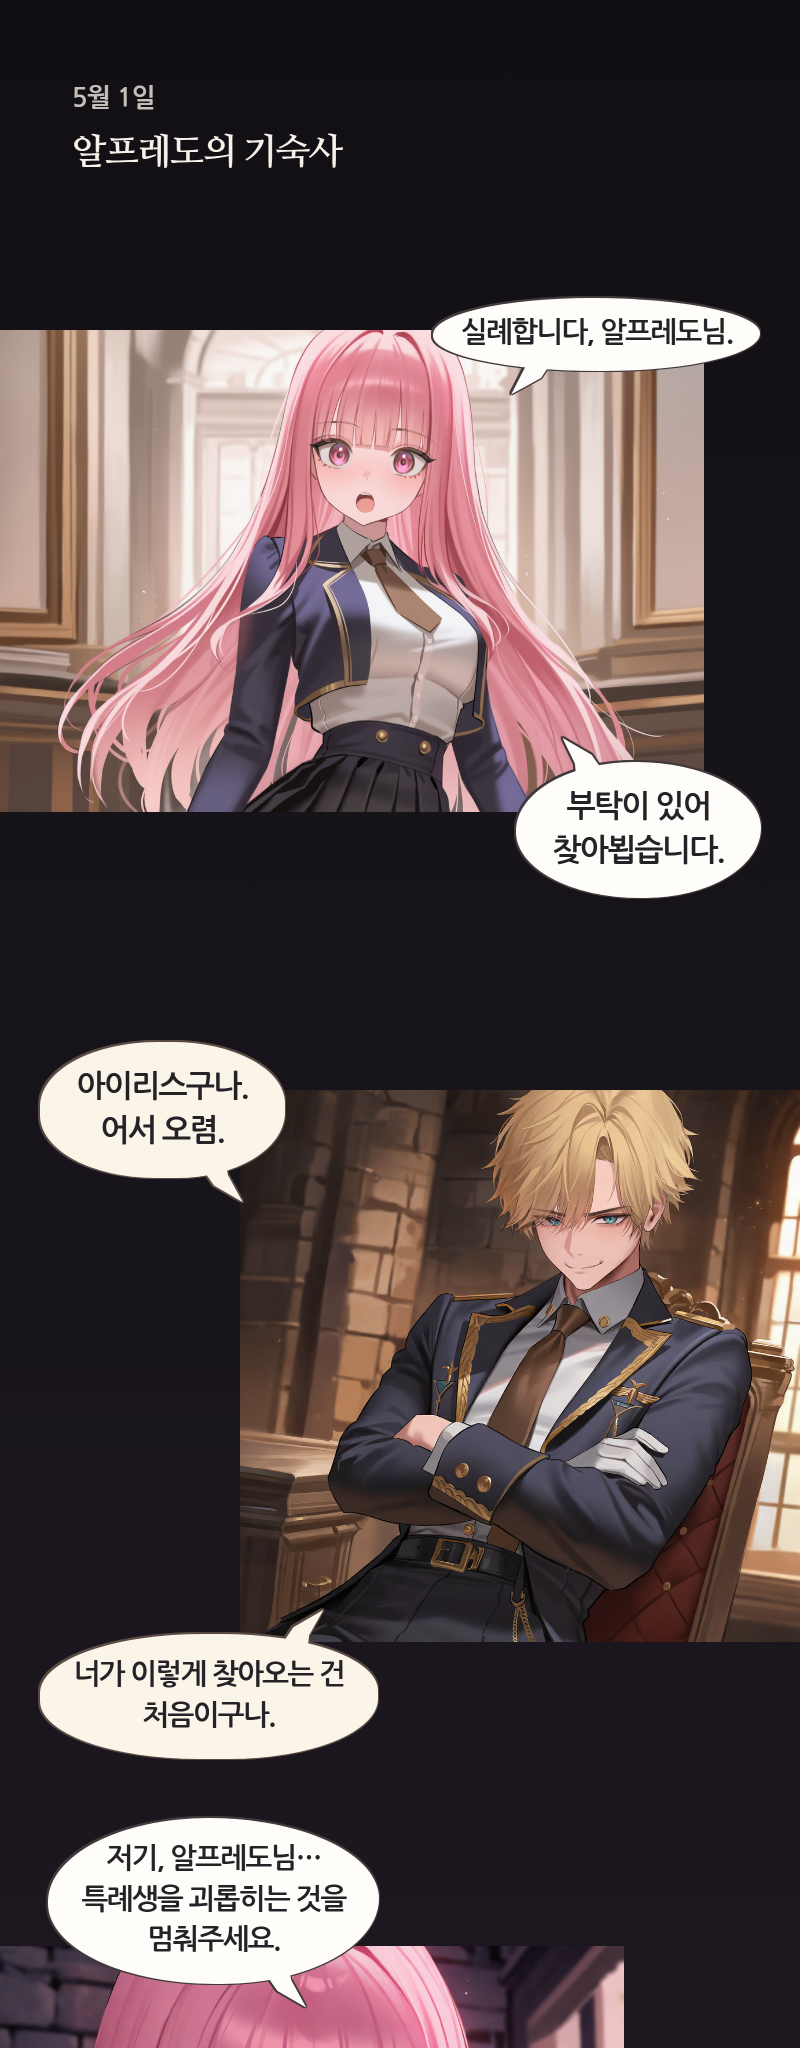 5월 1일
알프레도의 기숙사
실례합니다, 알프레도님.
부탁이 있어
찾아뵙습니다.
아이리스구나.
어서 오렴.
너가 이렇게 찾아오는 건
처음이구나.
저기, 알프레도님…
특례생을 괴롭히는 것을
멈춰주세요.